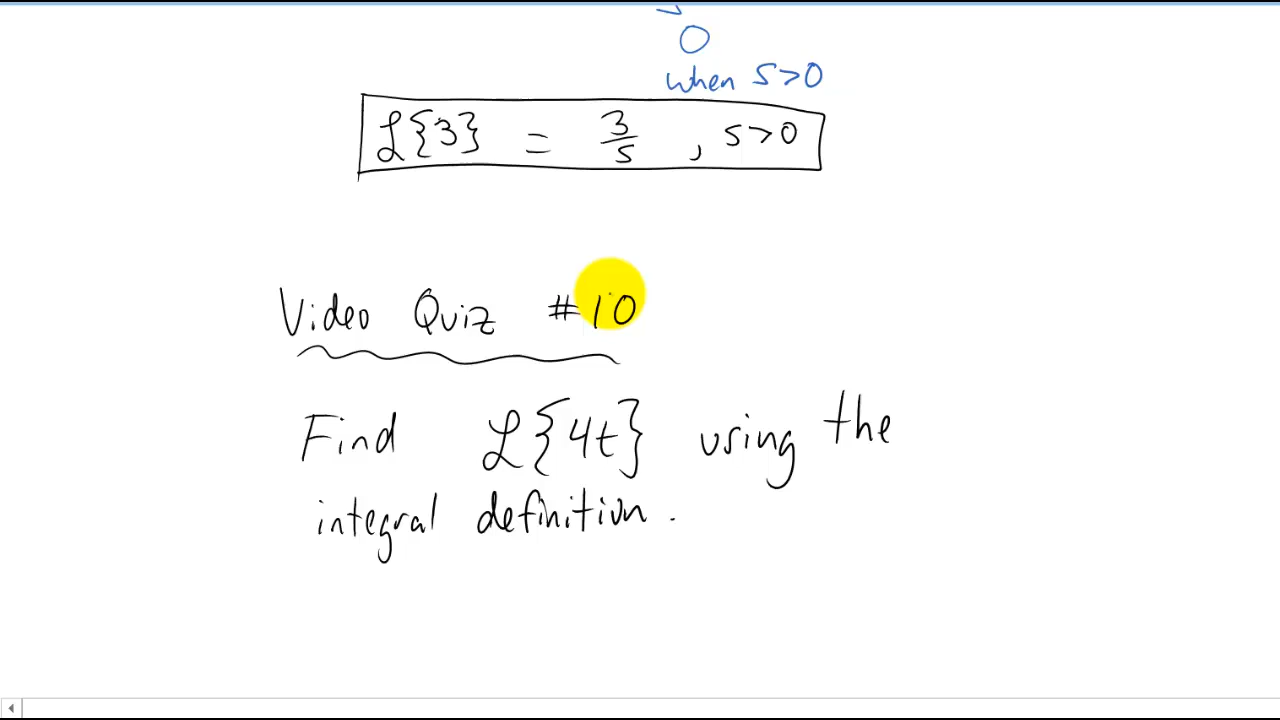 0
when s>0
ℒ{3} = 3/s , s>0
Video Quiz #10
Find ℒ{4t} using the
integral definition.